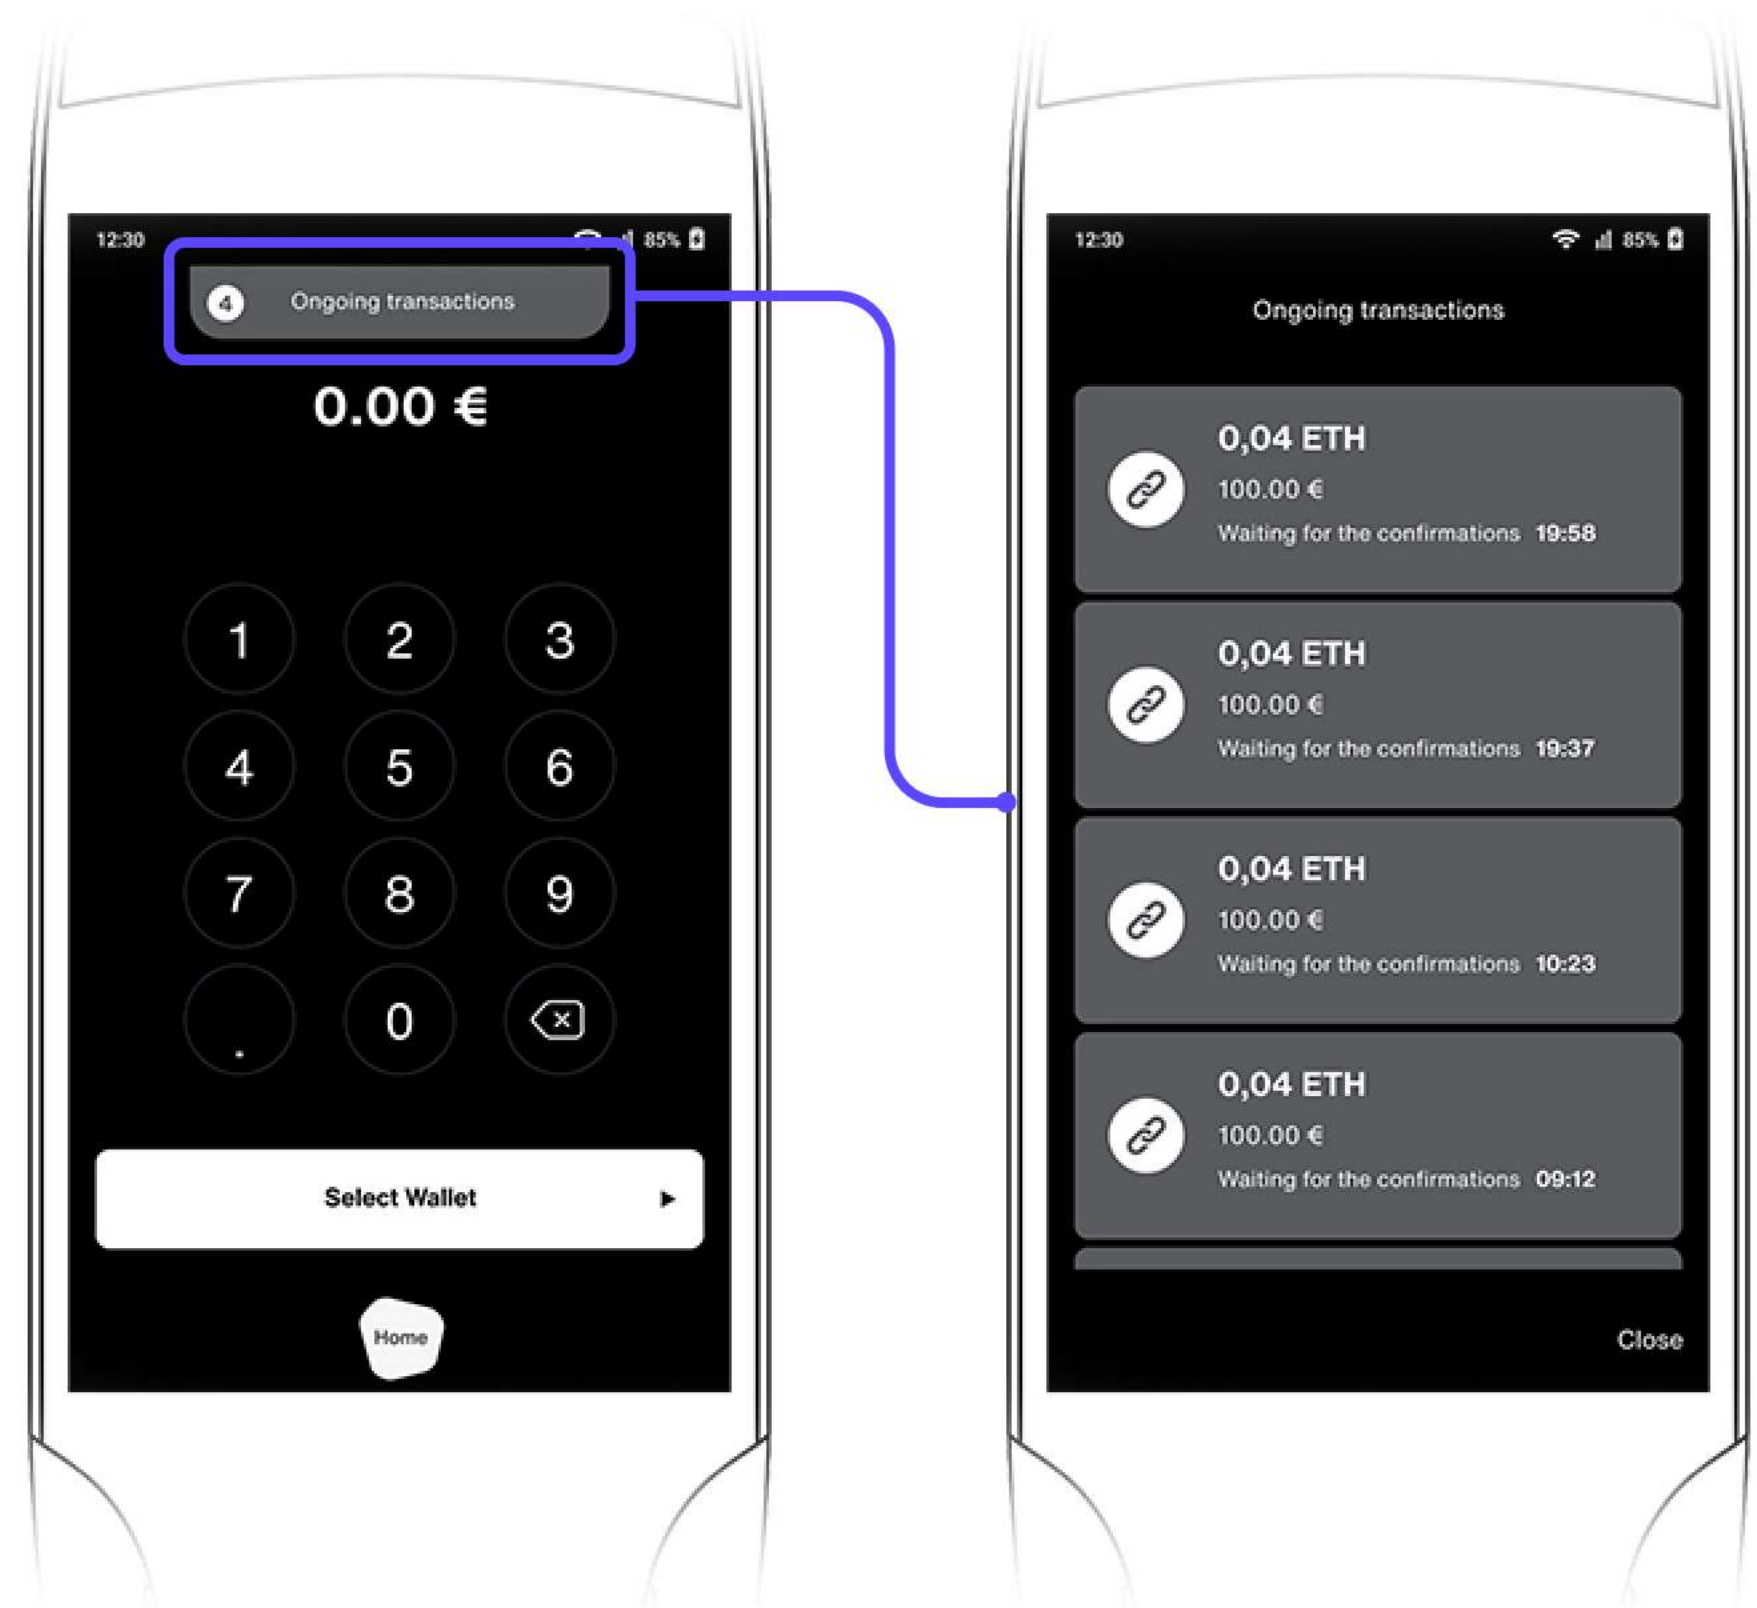 12:30
85%
4 Ongoing transactions
0.00 €
1 2 3
4 5 6
7 8 9
. 0
Select Wallet
Home
12:30
85%
Ongoing transactions
0,04 ETH
100.00 €
Waiting for the confirmations 19:58
0,04 ETH
100.00 €
Waiting for the confirmations 19:37
0,04 ETH
100.00 €
Waiting for the confirmations 10:23
0,04 ETH
100.00 €
Waiting for the confirmations 09:12
Close